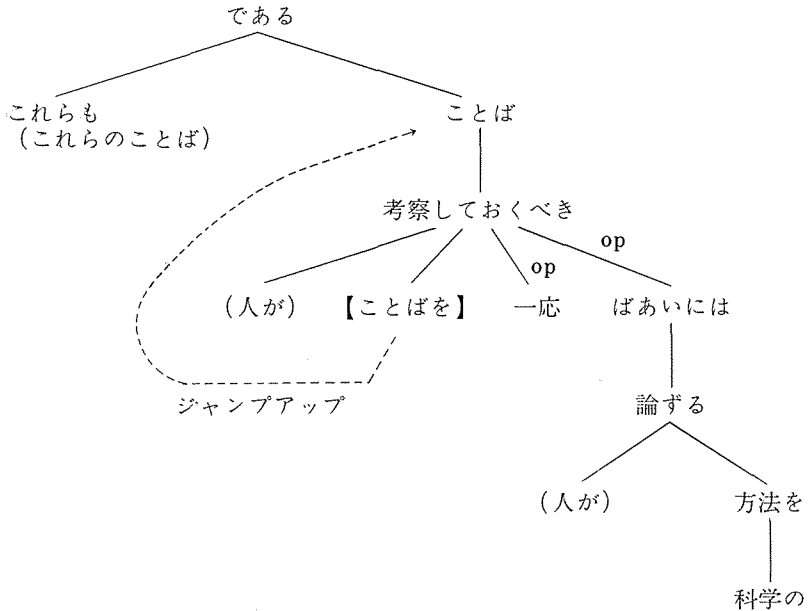 である
これらも
ことば
(これらのことば)
考察しておくべき
op
op
(人が)
【ことばを】
一応
ばあいには
ジャンプアップ
論ずる
(人が)
方法を
科学の